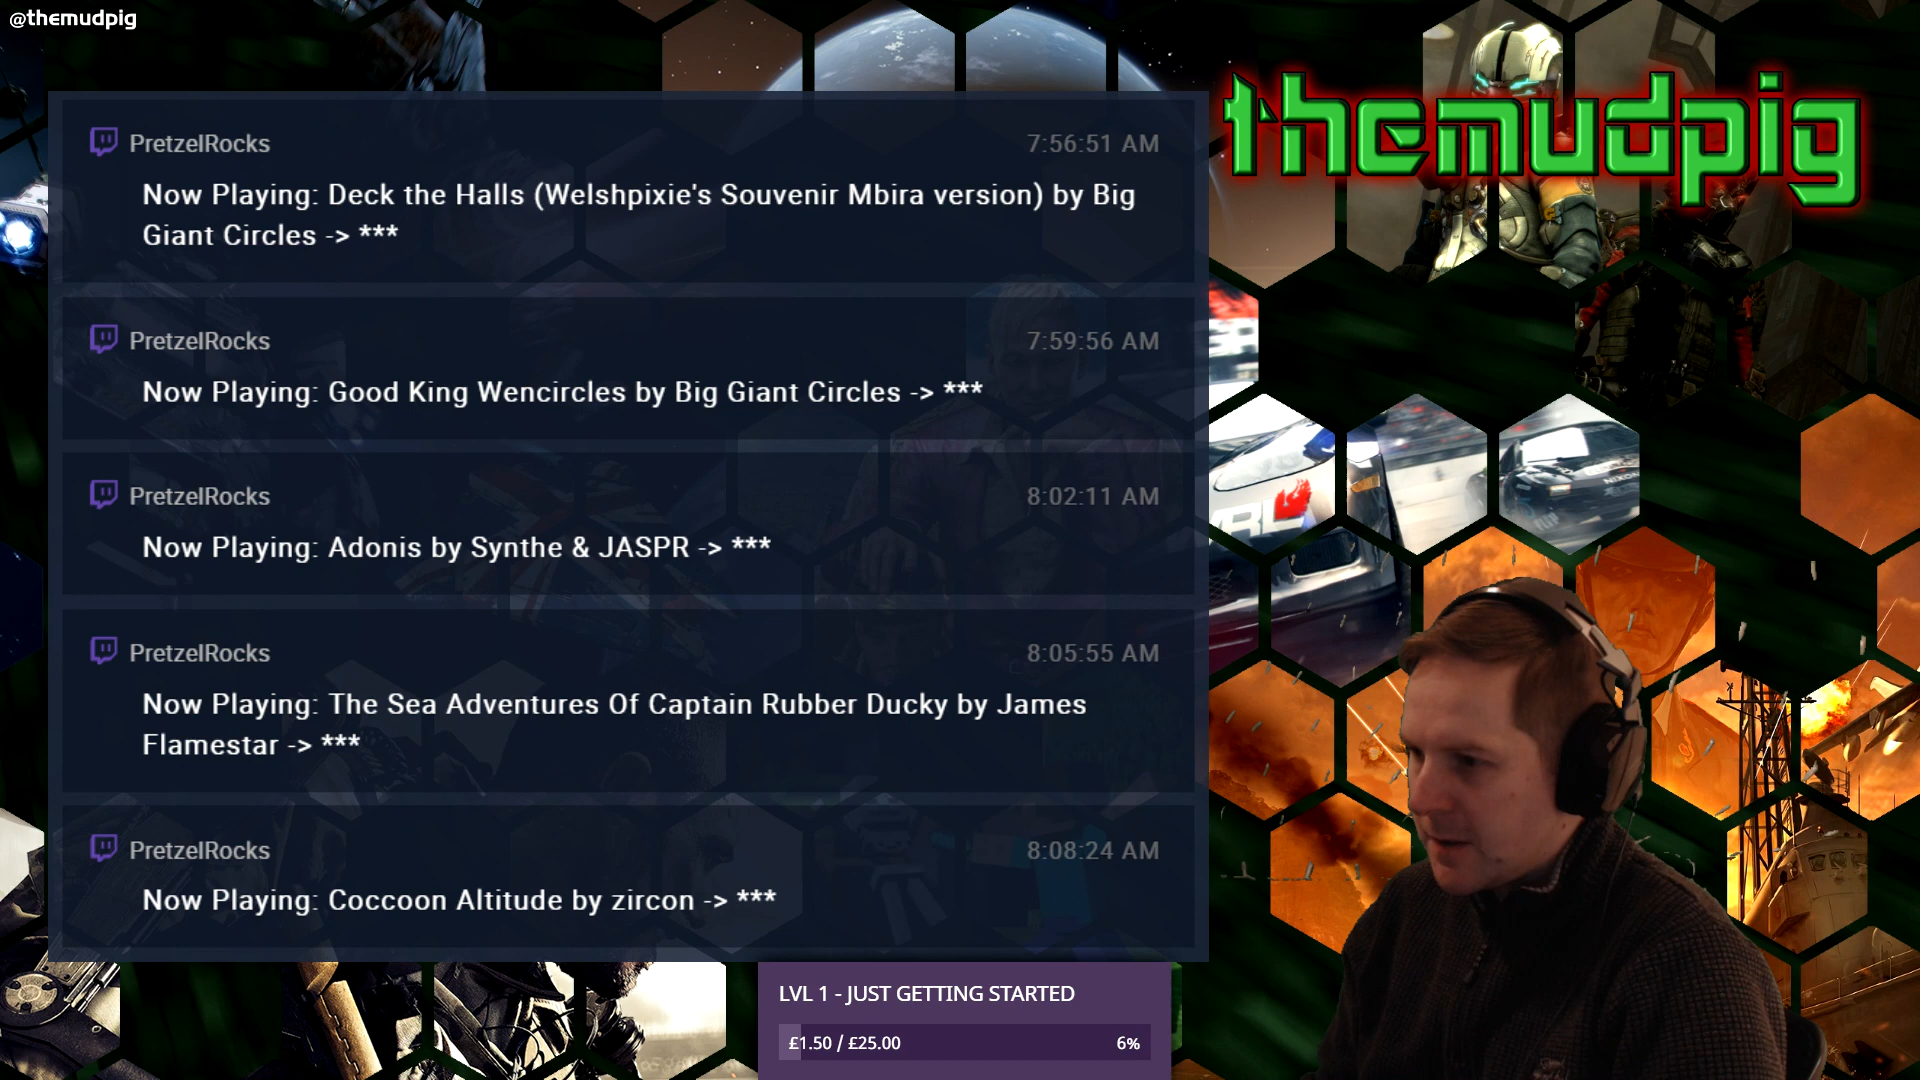 @themudpig
themudpig
PretzelRocks 7:56:51 AM
Now Playing: Deck the Halls (Welshpixie's Souvenir Mbira version) by Big
Giant Circles -> ***
PretzelRocks 7:59:56 AM
Now Playing: Good King Wencircles by Big Giant Circles -> ***
PretzelRocks 8:02:11 AM
Now Playing: Adonis by Synthe & JASPR -> ***
PretzelRocks 8:05:55 AM
Now Playing: The Sea Adventures Of Captain Rubber Ducky by James
Flamestar -> ***
PretzelRocks 8:08:24 AM
Now Playing: Coccoon Altitude by zircon -> ***
LVL 1 - JUST GETTING STARTED
£1.50 / £25.00 6%